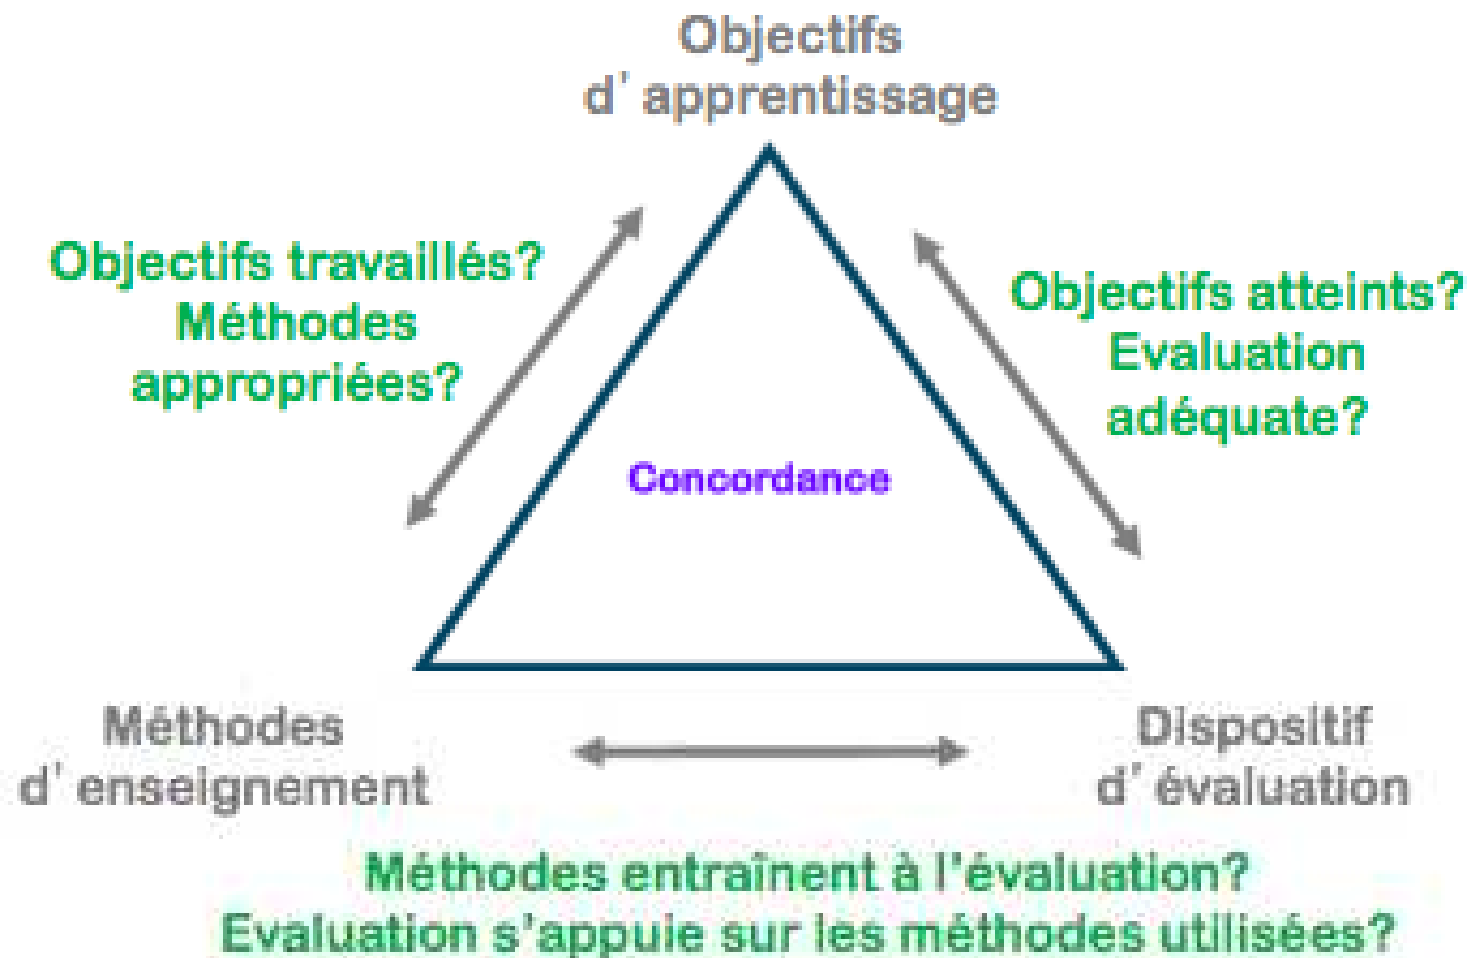 Objectifs
d' apprentissage
Objectifs travaillés?
Méthodes
appropriées?
Objectifs atteints?
Evaluation
adéquate?
Concordance
Méthodes
d' enseignement
Dispositif
d' évaluation
Méthodes entraînent à l'évaluation?
Evaluation s'appuie sur les méthodes utilisées?